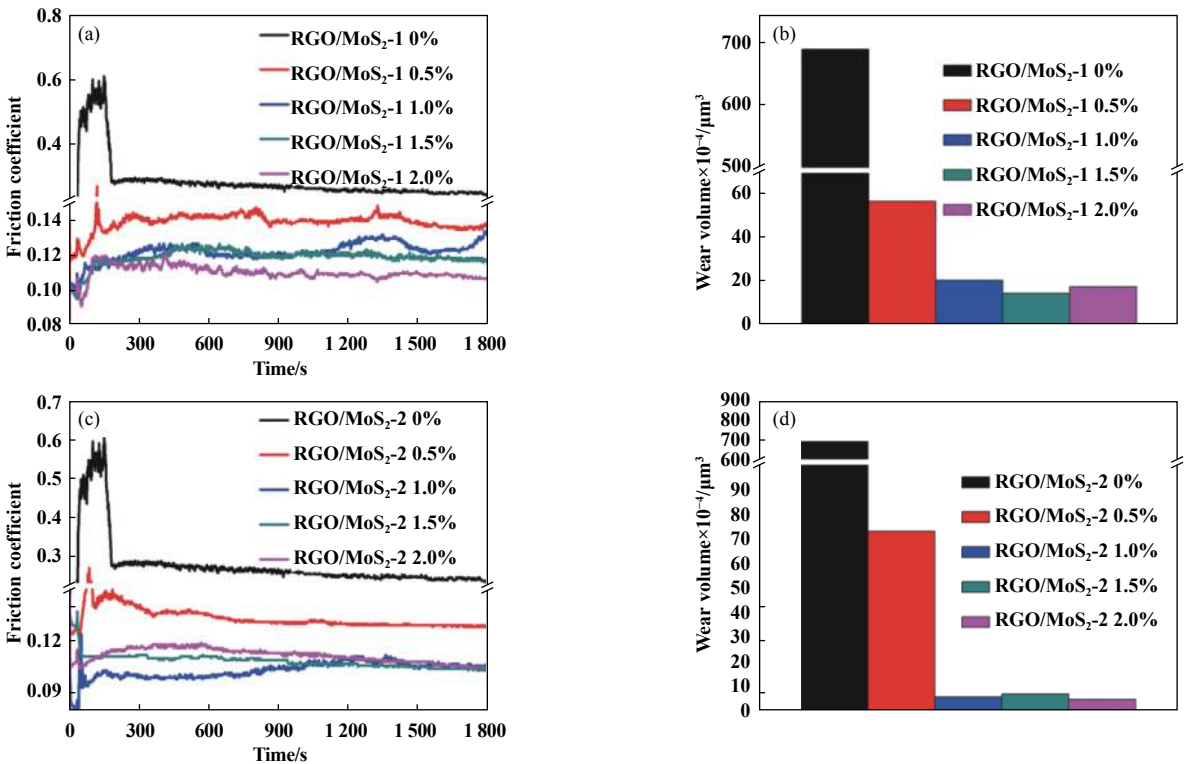 (a)
RGO/MoS₂-1 0%
RGO/MoS₂-1 0.5%
RGO/MoS₂-1 1.0%
RGO/MoS₂-1 1.5%
RGO/MoS₂-1 2.0%
Friction coefficient
0.8
0.6
0.4
0.14
0.12
0.10
0.08
0 300 600 900 1 200 1 500 1 800
Time/s
(b)
RGO/MoS₂-1 0%
RGO/MoS₂-1 0.5%
RGO/MoS₂-1 1.0%
RGO/MoS₂-1 1.5%
RGO/MoS₂-1 2.0%
Wear volume×10⁻⁴/μm³
700
600
500
60
40
20
0
(c)
RGO/MoS₂-2 0%
RGO/MoS₂-2 0.5%
RGO/MoS₂-2 1.0%
RGO/MoS₂-2 1.5%
RGO/MoS₂-2 2.0%
Friction coefficient
0.7
0.6
0.5
0.3
0.12
0.09
0 300 600 900 1 200 1 500 1 800
Time/s
(d)
RGO/MoS₂-2 0%
RGO/MoS₂-2 0.5%
RGO/MoS₂-2 1.0%
RGO/MoS₂-2 1.5%
RGO/MoS₂-2 2.0%
Wear volume×10⁻⁴/μm³
900
800
700
600
90
80
70
60
50
40
30
20
10
0